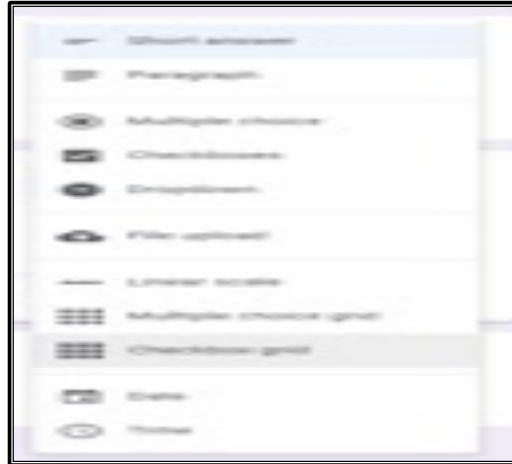 Short answer
Paragraph
Multiple choice
Checkboxes
Dropdown
File upload
Linear scale
Multiple choice grid
Checkbox grid
Date
Time